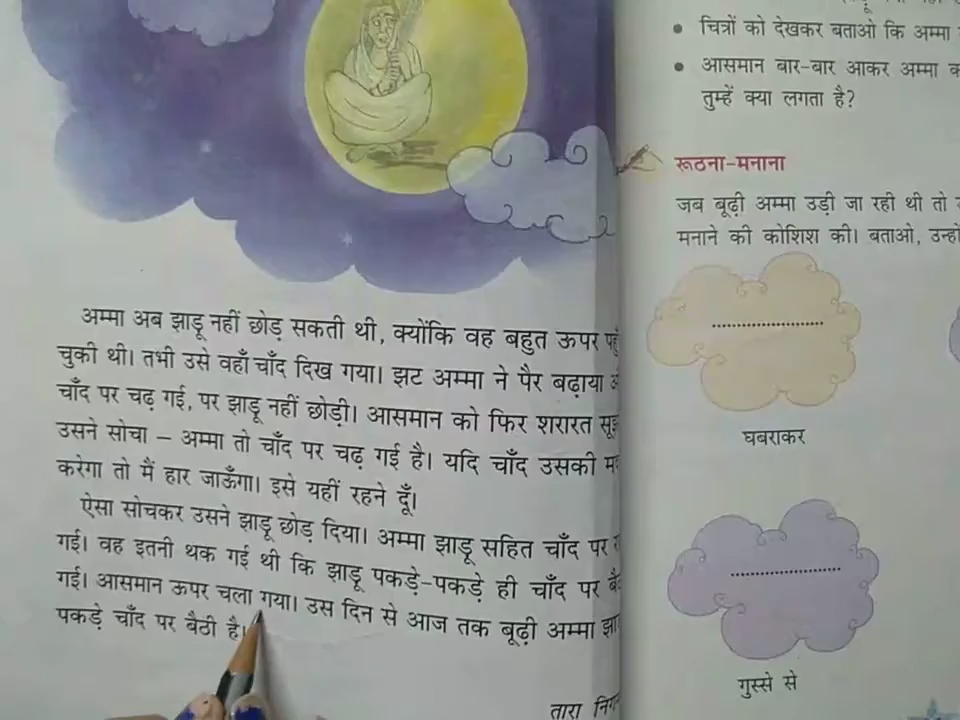 अम्मा अब झाड़ू नहीं छोड़ सकती थी, क्योंकि वह बहुत ऊपर
चुकी थी। तभी उसे वहाँ चाँद दिख गया। झट अम्मा ने पैर बढ़ाया
चाँद पर चढ़ गई, पर झाड़ू नहीं छोड़ी। आसमान को फिर शरारत
उसने सोचा – अम्मा तो चाँद पर चढ़ गई है। यदि चाँद उसकी
करेगा तो मैं हार जाऊँगा। इसे यहीं रहने दूँ।
ऐसा सोचकर उसने झाड़ू छोड़ दिया। अम्मा झाड़ू सहित चाँद पर
गई। वह इतनी थक गई थी कि झाड़ू पकड़े-पकड़े ही चाँद पर
गई। आसमान ऊपर चला गया। उस दिन से आज तक बूढ़ी अम्मा
पकड़े चाँद पर बैठी है।
तारा
• चित्रों को देखकर बताओ कि अम्मा
• आसमान बार-बार आकर अम्मा
तुम्हें क्या लगता है?
रूठना-मनाना
जब बूढ़ी अम्मा उड़ी जा रही थी तो
मनाने की कोशिश की। बताओ,
घबराकर
गुस्से से